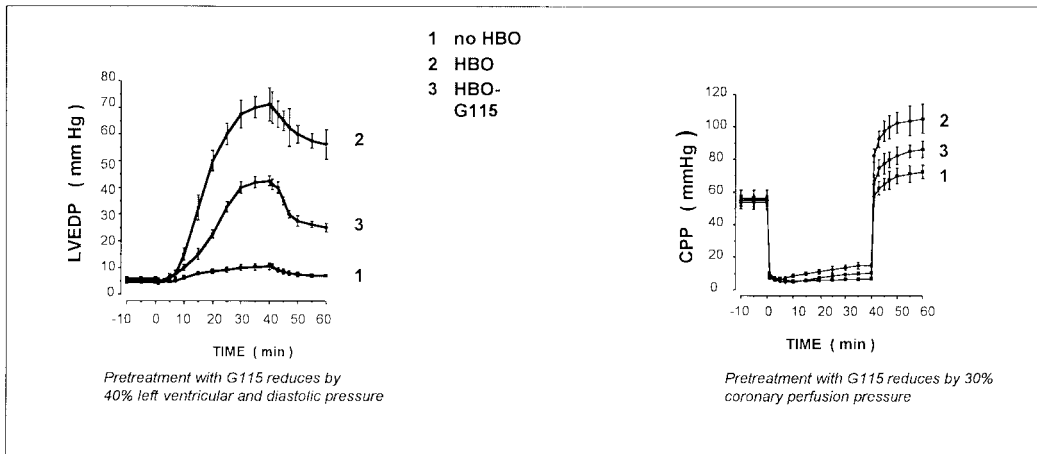 1 no HBO
2 HBO
3 HBO-
G115
LVEDP ( mm Hg)
80
70
60
50
40
30
20
10
0
2
3
1
-10 0 10 20 30 40 50 60
TIME ( min )
Pretreatment with G115 reduces by
40% left ventricular and diastolic pressure
CPP ( mmHg)
120
100
80
60
40
20
0
2
3
1
-10 0 10 20 30 40 50 60
TIME ( min )
Pretreatment with G115 reduces by 30%
coronary perfusion pressure